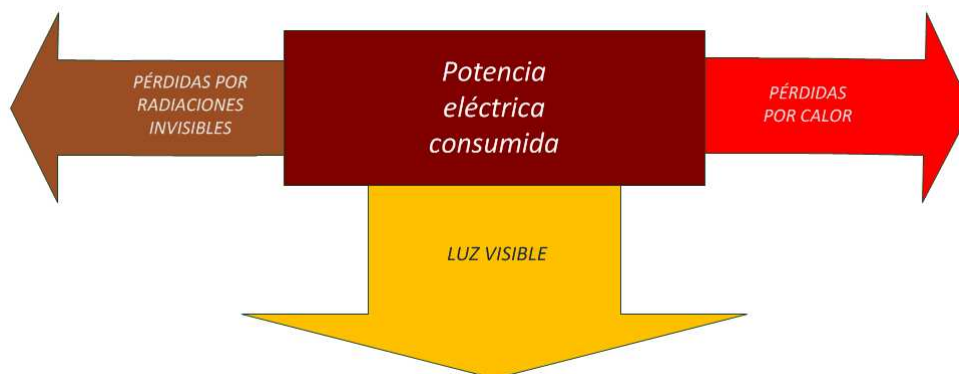 PÉRDIDAS POR
RADIACIONES
INVISIBLES
Potencia
eléctrica
consumida
PÉRDIDAS
POR CALOR
LUZ VISIBLE